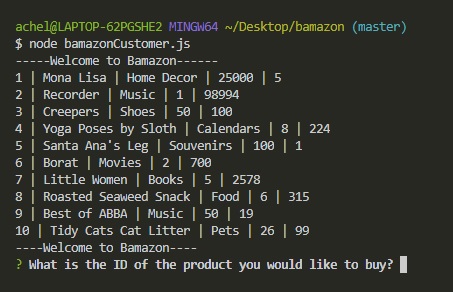 achel@LAPTOP-62PGSHE2 MINGW64 ~/Desktop/bamazon (master)
$ node bamazonCustomer.js
-----Welcome to Bamazon------
1 | Mona Lisa | Home Decor | 25000 | 5
2 | Recorder | Music | 1 | 98994
3 | Creepers | Shoes | 50 | 100
4 | Yoga Poses by Sloth | Calendars | 8 | 224
5 | Santa Ana's Leg | Souvenirs | 100 | 1
6 | Borat | Movies | 2 | 700
7 | Little Women | Books | 5 | 2578
8 | Roasted Seaweed Snack | Food | 6 | 315
9 | Best of ABBA | Music | 50 | 19
10 | Tidy Cats Cat Litter | Pets | 26 | 99
----Welcome to Bamazon----
? What is the ID of the product you would like to buy?